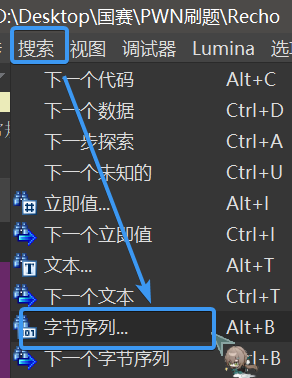 D:\Desktop\国赛\PWN刷题\Recho
搜索 视图 调试器 Lumina 帮助
下一个代码 Alt+C
下一个数据 Ctrl+D
下一步探索 Ctrl+A
下一个未知的 Ctrl+U
立即值... Alt+I
下一个立即值 Ctrl+I
文本... Alt+T
下一个文本 Ctrl+T
字节序列... Alt+B
下一个字节序列 Ctrl+B